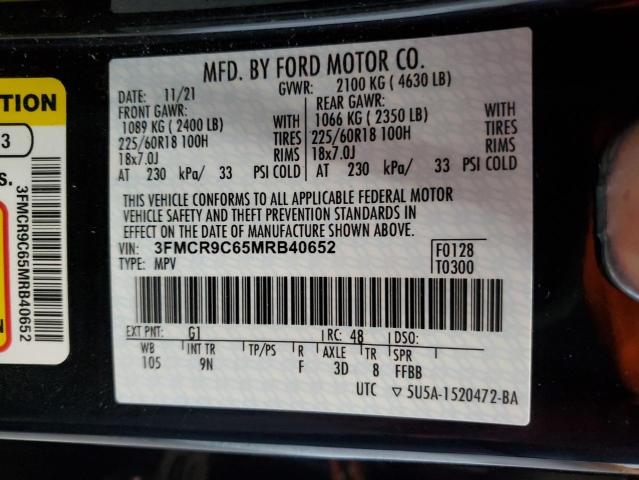 TION
3
s.
3FMCR9C65MRB40652
N
MFD. BY FORD MOTOR CO.
DATE: 11/21 GVWR: 2100 KG ( 4630 LB)
FRONT GAWR: REAR GAWR:
1089 KG ( 2400 LB) WITH 1066 KG ( 2350 LB) WITH
225/60R18 100H TIRES 225/60R18 100H TIRES
18x7.0J RIMS 18x7.0J RIMS
AT 230 kPa/ 33 PSI COLD AT 230 kPa/ 33 PSI COLD
THIS VEHICLE CONFORMS TO ALL APPLICABLE FEDERAL MOTOR
VEHICLE SAFETY AND THEFT PREVENTION STANDARDS IN
EFFECT ON THE DATE OF MANUFACTURE SHOWN ABOVE.
VIN: 3FMCR9C65MRB40652 F0128
TYPE: MPV T0300
EXT PNT: G1 RC: 48 DSO:
WB INT TR TP/PS R AXLE TR SPR
105 9N F 3D 8 FFBB
UTC ▽ 5U5A-1520472-BA